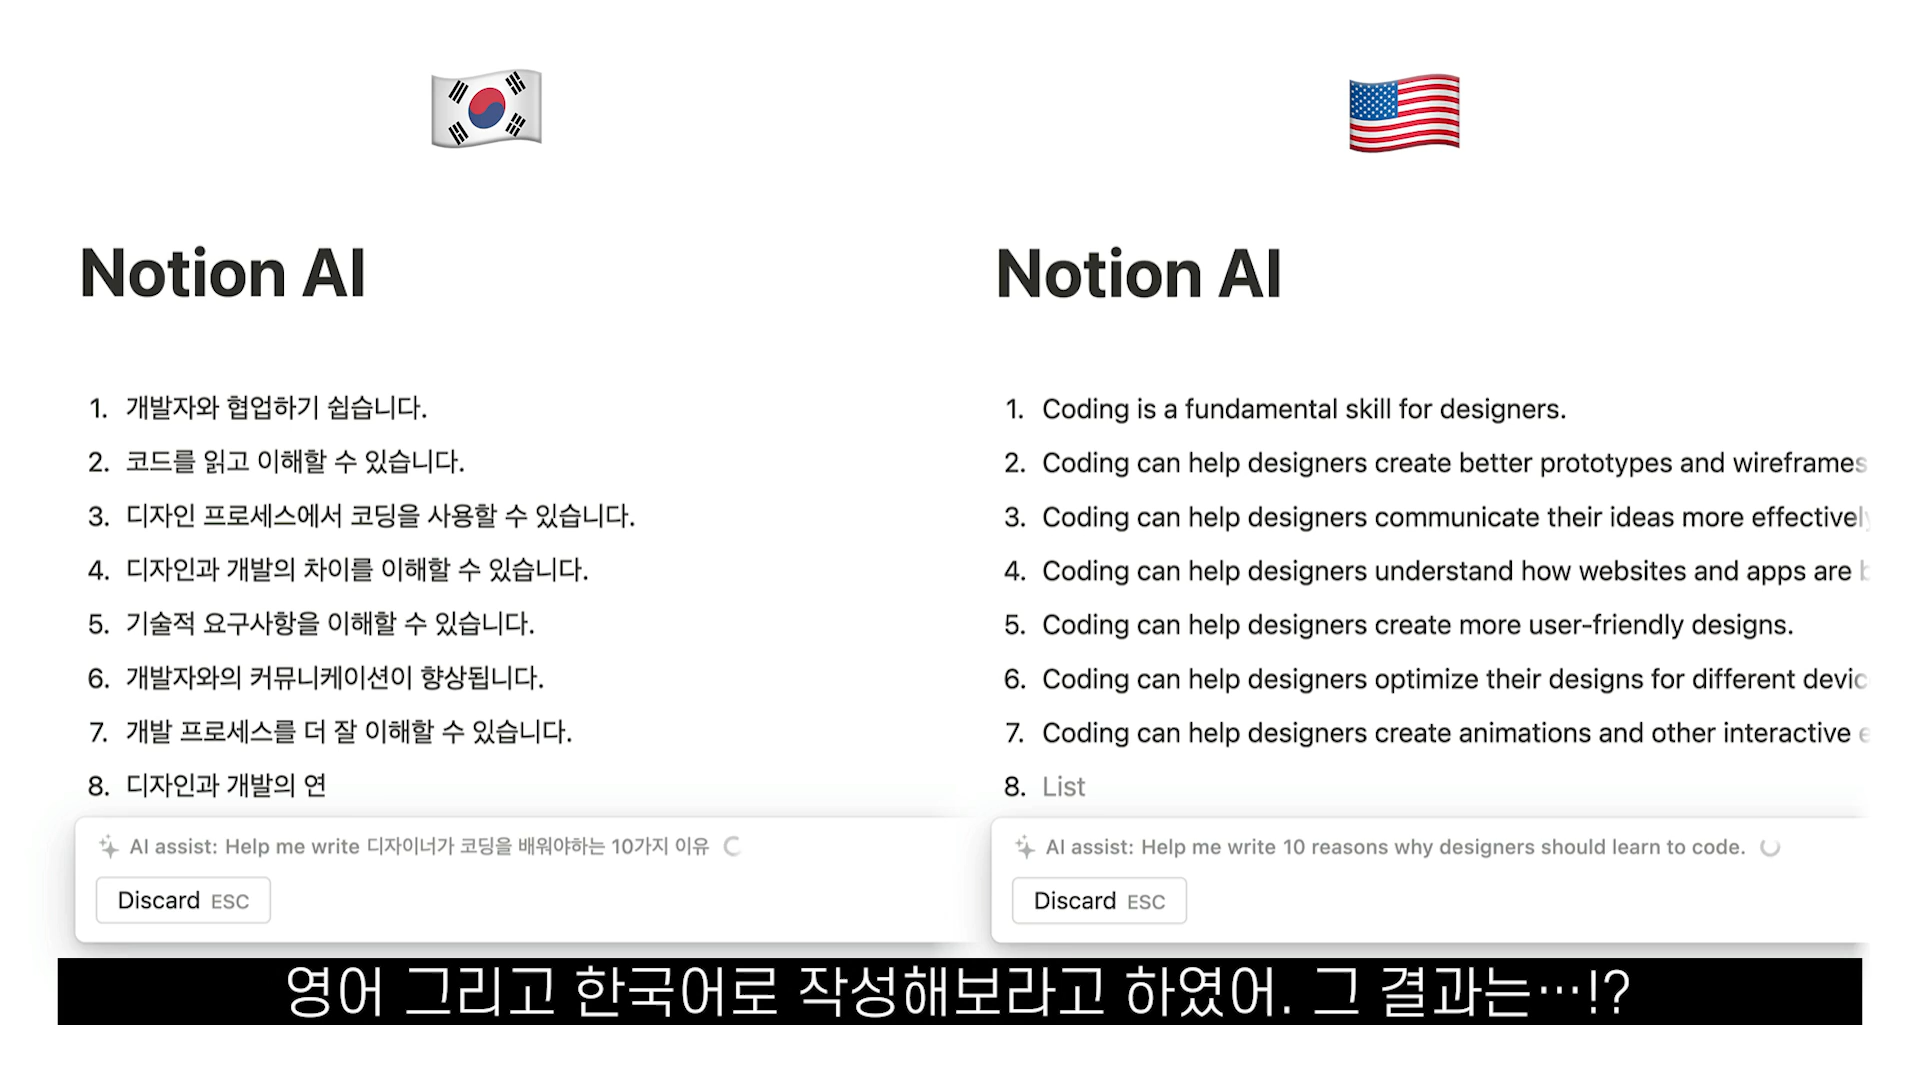 Notion AI
1. 개발자와 협업하기 쉽습니다.
2. 코드를 읽고 이해할 수 있습니다.
3. 디자인 프로세스에서 코딩을 사용할 수 있습니다.
4. 디자인과 개발의 차이를 이해할 수 있습니다.
5. 기술적 요구사항을 이해할 수 있습니다.
6. 개발자와의 커뮤니케이션이 향상됩니다.
7. 개발 프로세스를 더 잘 이해할 수 있습니다.
8. 디자인과 개발의 연
AI assist: Help me write 디자이너가 코딩을 배워야하는 10가지 이유
Discard ESC
Notion AI
1. Coding is a fundamental skill for designers.
2. Coding can help designers create better prototypes and wireframes
3. Coding can help designers communicate their ideas more effectively
4. Coding can help designers understand how websites and apps are
5. Coding can help designers create more user-friendly designs.
6. Coding can help designers optimize their designs for different devic
7. Coding can help designers create animations and other interactive
8. List
AI assist: Help me write 10 reasons why designers should learn to code.
Discard ESC
영어 그리고 한국어로 작성해보라고 하였어. 그 결과는…!?